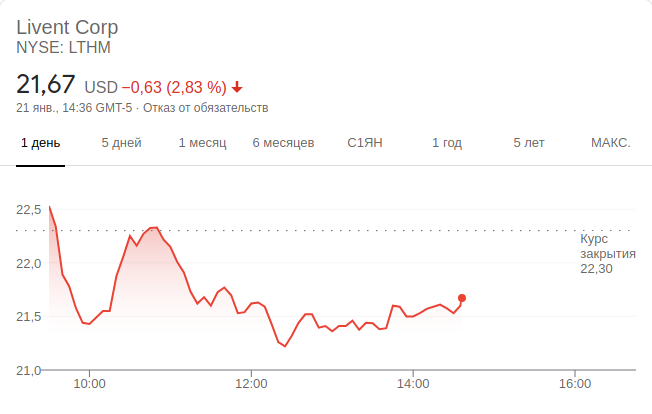 Livent Corp
NYSE: LTHM
21,67 USD −0,63 (2,83 %)
21 янв., 14:36 GMT-5 · Отказ от обязательств
1 день 5 дней 1 месяц 6 месяцев С1ЯН 1 год 5 лет МАКС.
22,5
22,0
21,5
21,0
Курс
закрытия
22,30
10:00 12:00 14:00 16:00